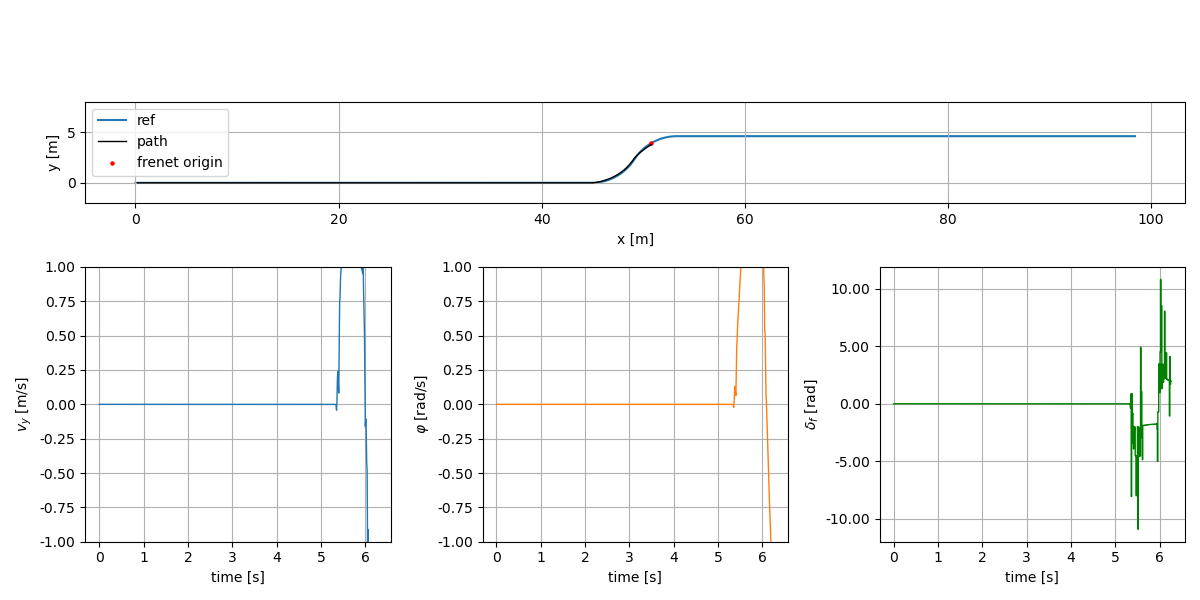 ref
path
frenet origin
5
0
y [m]
0 20 40 60 80 100
x [m]
1.00
0.75
0.50
0.25
0.00
-0.25
-0.50
-0.75
-1.00
v_y [m/s]
0 1 2 3 4 5 6
time [s]
1.00
0.75
0.50
0.25
0.00
-0.25
-0.50
-0.75
-1.00
φ [rad/s]
0 1 2 3 4 5 6
time [s]
10.00
5.00
0.00
-5.00
-10.00
δ_f [rad]
0 1 2 3 4 5 6
time [s]